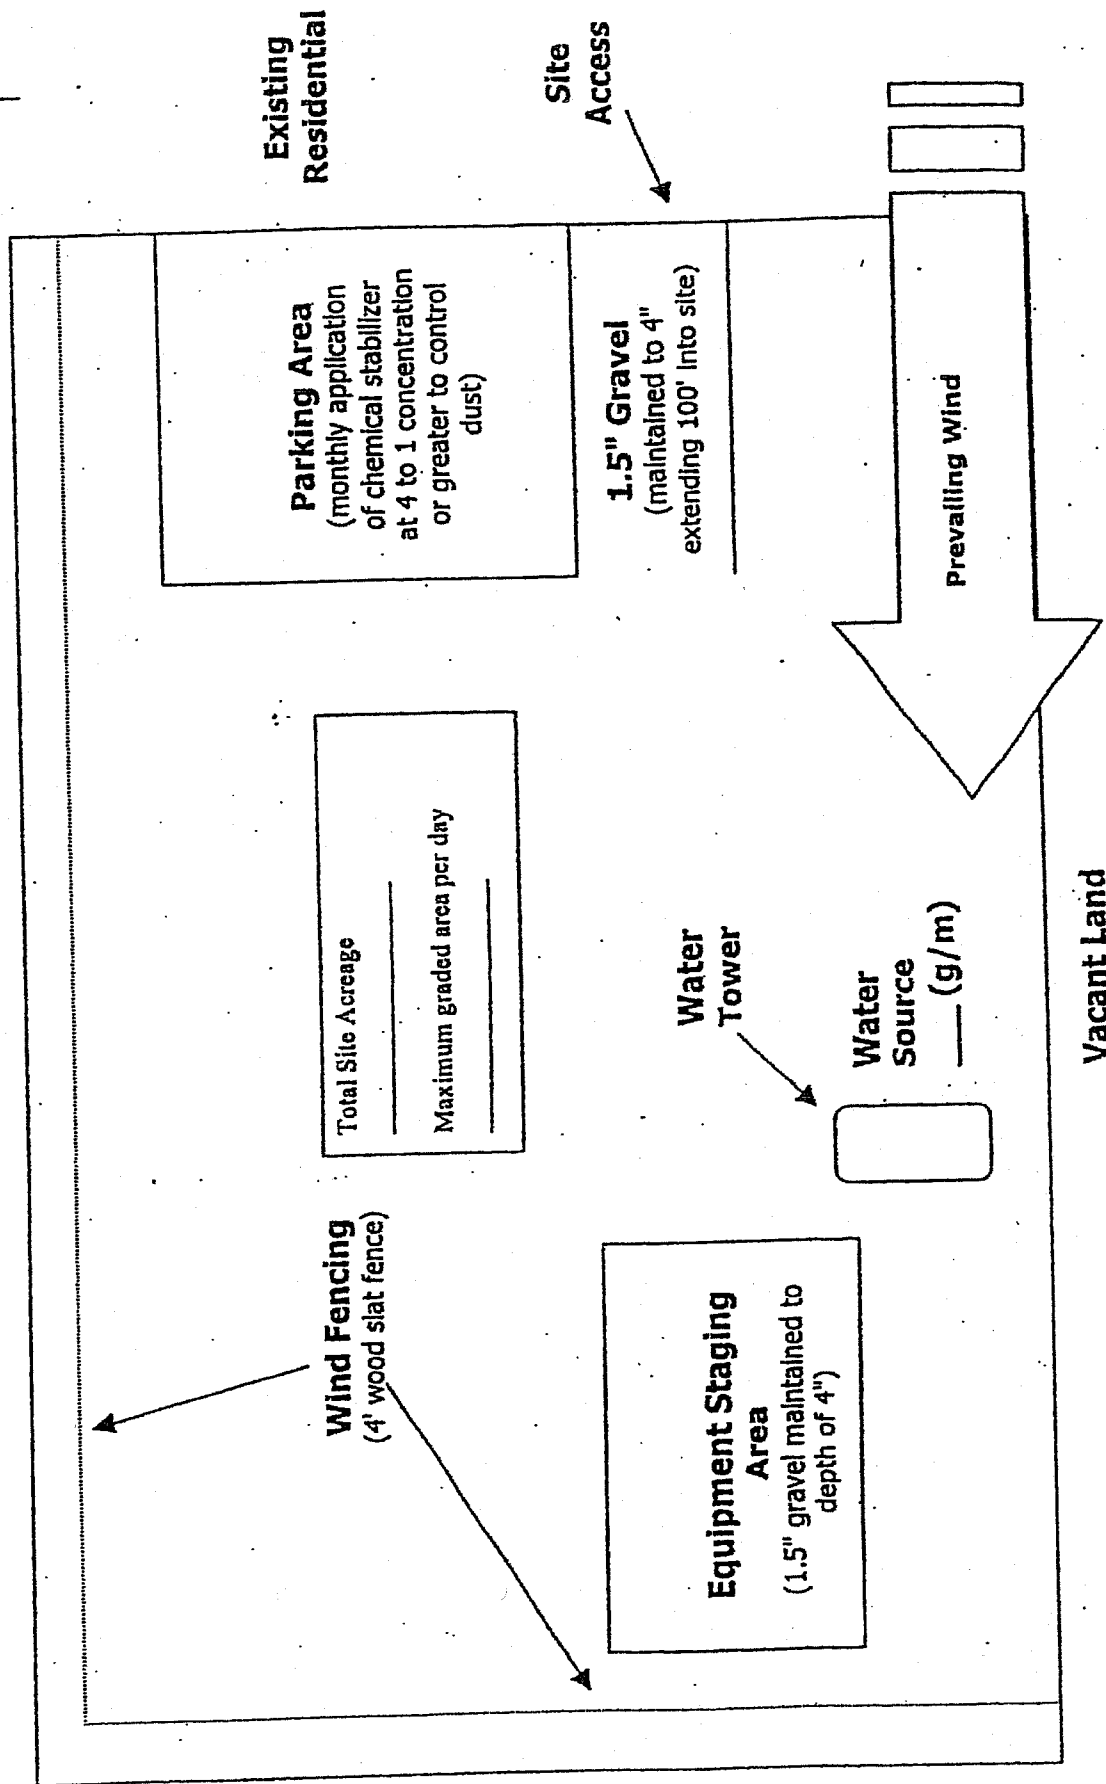 Existing
Residential
Site
Access
Parking Area
(monthly application
of chemical stabilizer
at 4 to 1 concentration
or greater to control
dust)
1.5" Gravel
(maintained to 4"
extending 100' Into site)
Prevailing Wind
Total Site Acreage
Maximum graded area per day
Water
Tower
Water
Source
___ (g/m)
Wind Fencing
(4' wood slat fence)
Equipment Staging
Area
(1.5" gravel maintained to
depth of 4")
Vacant Land